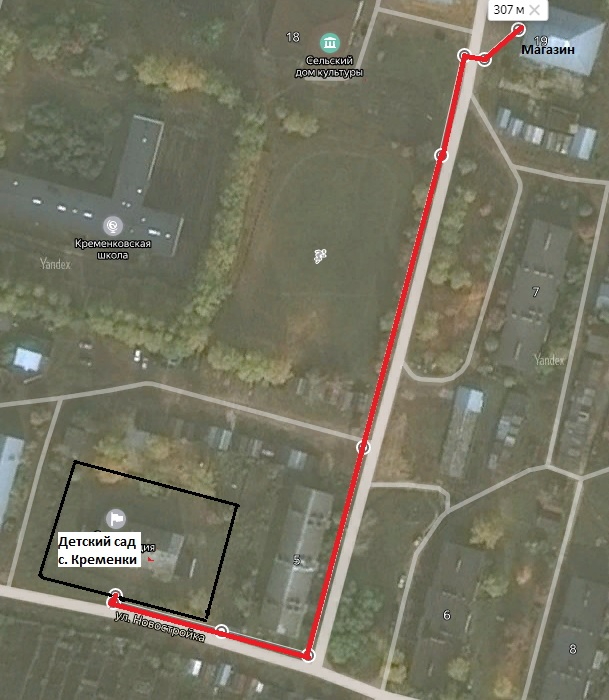 307 м
19
Магазин
18
Сельский
дом культуры
Кременковская
школа
Yandex
7
Yandex
Детский сад
с. Кременки
ция
5
ул. Новостройка
6
8